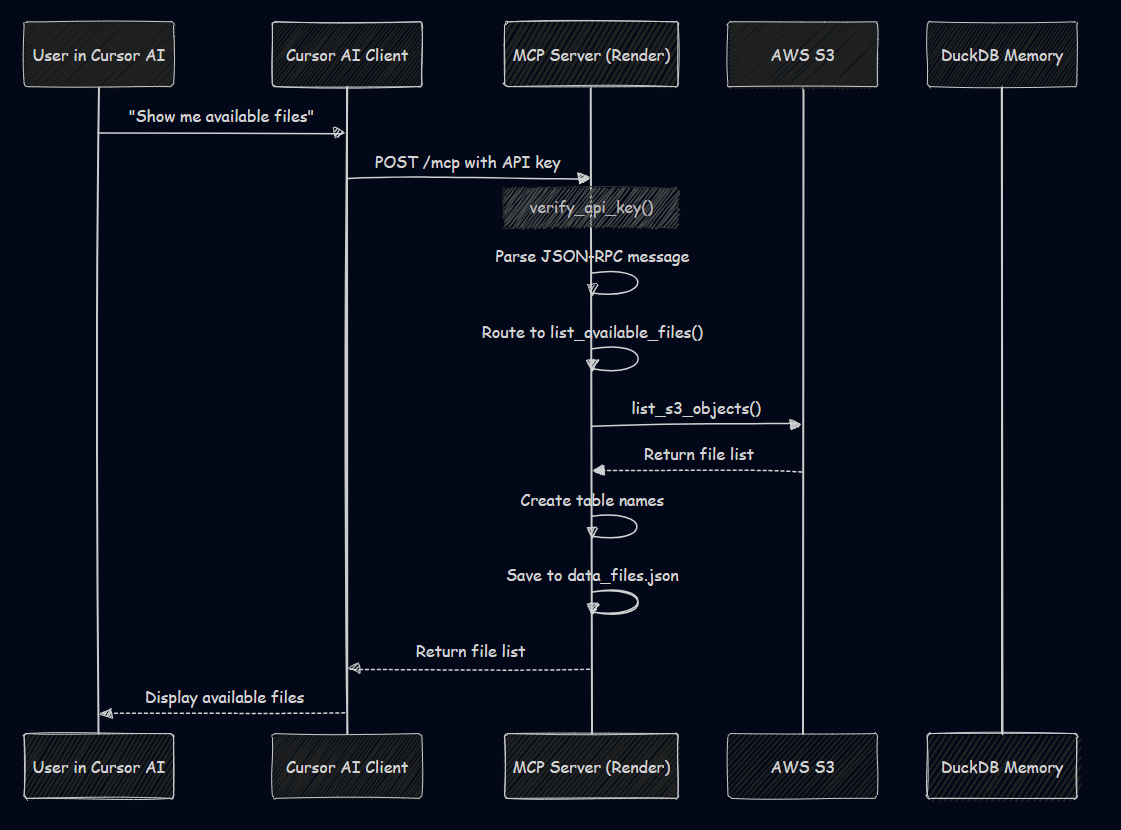 User in Cursor AI
Cursor AI Client
MCP Server (Render)
AWS S3
DuckDB Memory
"Show me available files"
POST /mcp with API key
verify_api_key()
Parse JSON-RPC message
Route to list_available_files()
list_s3_objects()
Return file list
Create table names
Save to data_files.json
Return file list
Display available files
User in Cursor AI
Cursor AI Client
MCP Server (Render)
AWS S3
DuckDB Memory